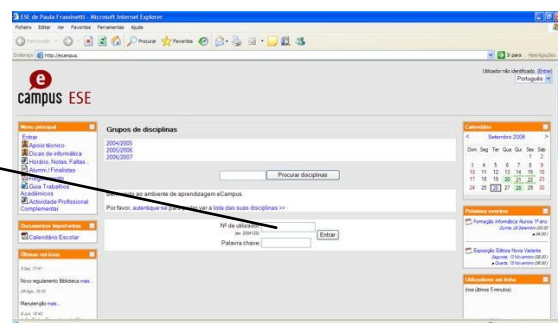 ESE de Paula Frassinetti - Microsoft Internet Explorer
Ficheiro Editar Ver Favoritos Ferramentas Ajuda
Procurar Favoritos
Endereço http://ecampus.
Ir para Hiperligações
Utilizador não identificado. (Entrar)
Português
e
campus ESE
Menu principal
Entrar
Apoio técnico
Dicas de informática
Horário, Notas, Faltas...
Alumni / Finalistas
Guia Trabalhos
Académicos
Actividade Profissional
Complementar
Documentos Importantes
Calendário Escolar
Últimas notícias
Novo regulamento Biblioteca mais...
Manutenção mais...
Grupos de disciplinas
2004/2005
2005/2006
2006/2007
Procurar disciplinas
ao ambiente de aprendizagem eCampus.
Por favor, autentique-se para poder ver a lista das suas disciplinas >>
Nº de utilizador
Entrar
Palavra chave
Calendário
< Setembro 2006 >
Dom Seg Ter Qua Qui Sex Sab
1 2
3 4 5 6 7 8 9
10 11 12 13 14 15 16
17 18 19 20 21 22 23
24 25 26 27 28 29 30
Próximos eventos
Formação Informática Alunos 1º ano
Exposição Editora Nova Variante
Utilizadores em linha
(nos últimos 5 minutos)